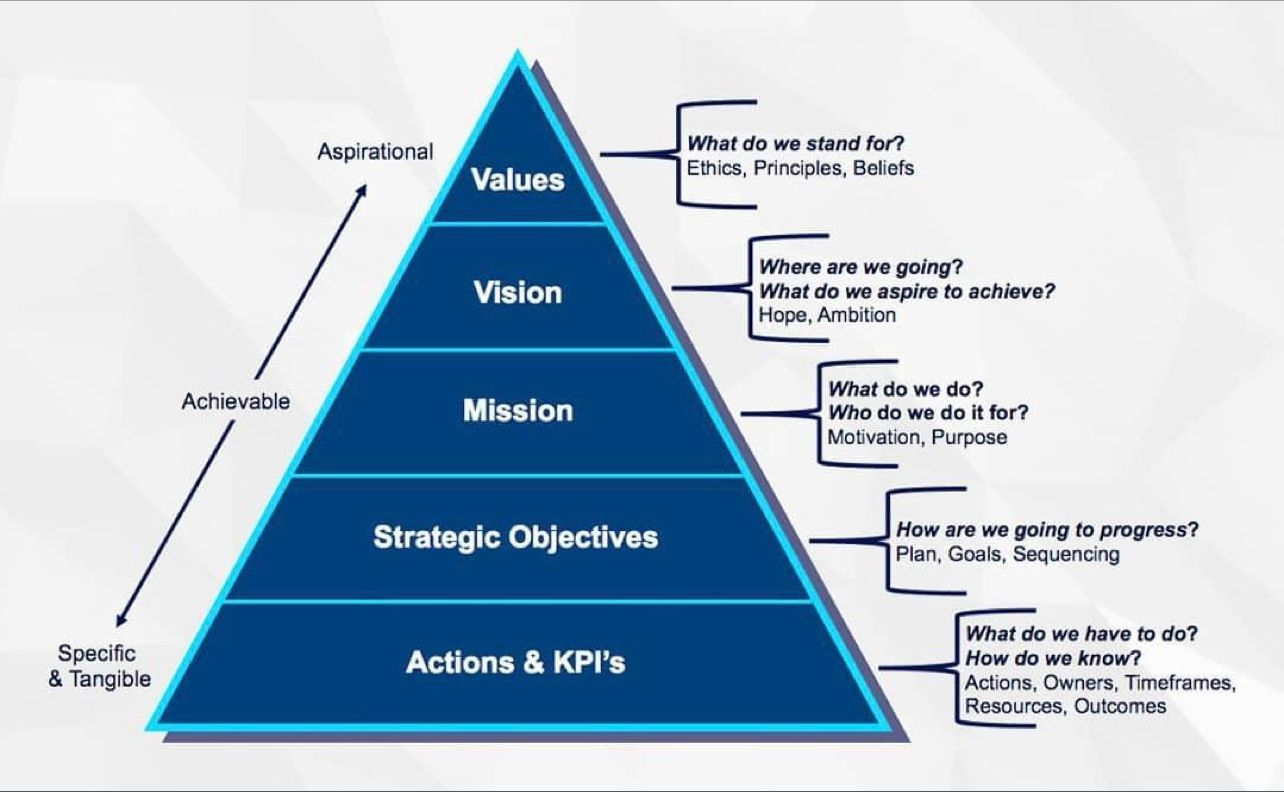 Aspirational
Values
What do we stand for?
Ethics, Principles, Beliefs
Vision
Where are we going?
What do we aspire to achieve?
Hope, Ambition
Achievable
Mission
What do we do?
Who do we do it for?
Motivation, Purpose
Strategic Objectives
How are we going to progress?
Plan, Goals, Sequencing
Specific
& Tangible
Actions & KPI’s
What do we have to do?
How do we know?
Actions, Owners, Timeframes,
Resources, Outcomes